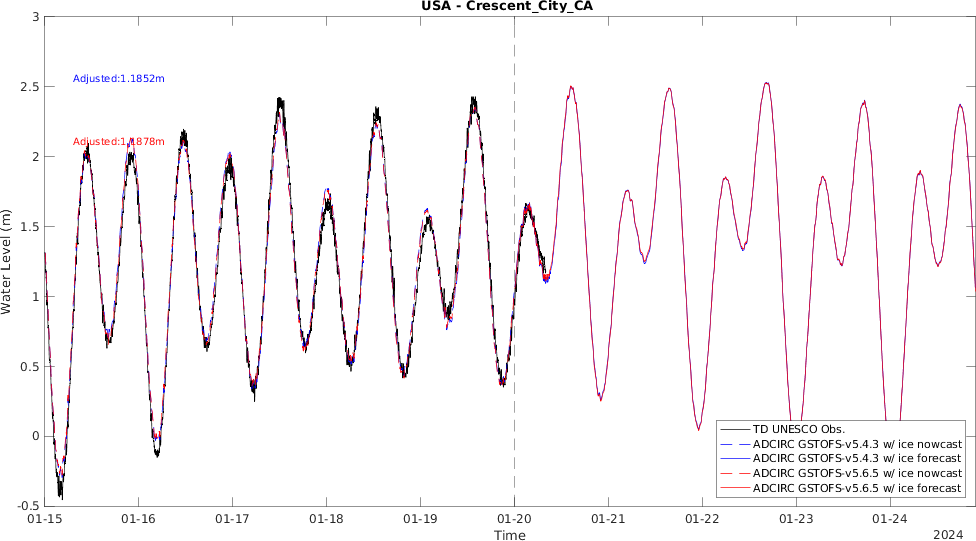 USA - Crescent_City_CA
3
2.5
2
1.5
1
0.5
0
-0.5
Water Level (m)
Adjusted:1.1852m
Adjusted:1.1878m
TD UNESCO Obs.
ADCIRC GSTOFS-v5.4.3 w/ ice nowcast
ADCIRC GSTOFS-v5.4.3 w/ ice forecast
ADCIRC GSTOFS-v5.6.5 w/ ice nowcast
ADCIRC GSTOFS-v5.6.5 w/ ice forecast
01-15 01-16 01-17 01-18 01-19 01-20 01-21 01-22 01-23 01-24
Time
2024